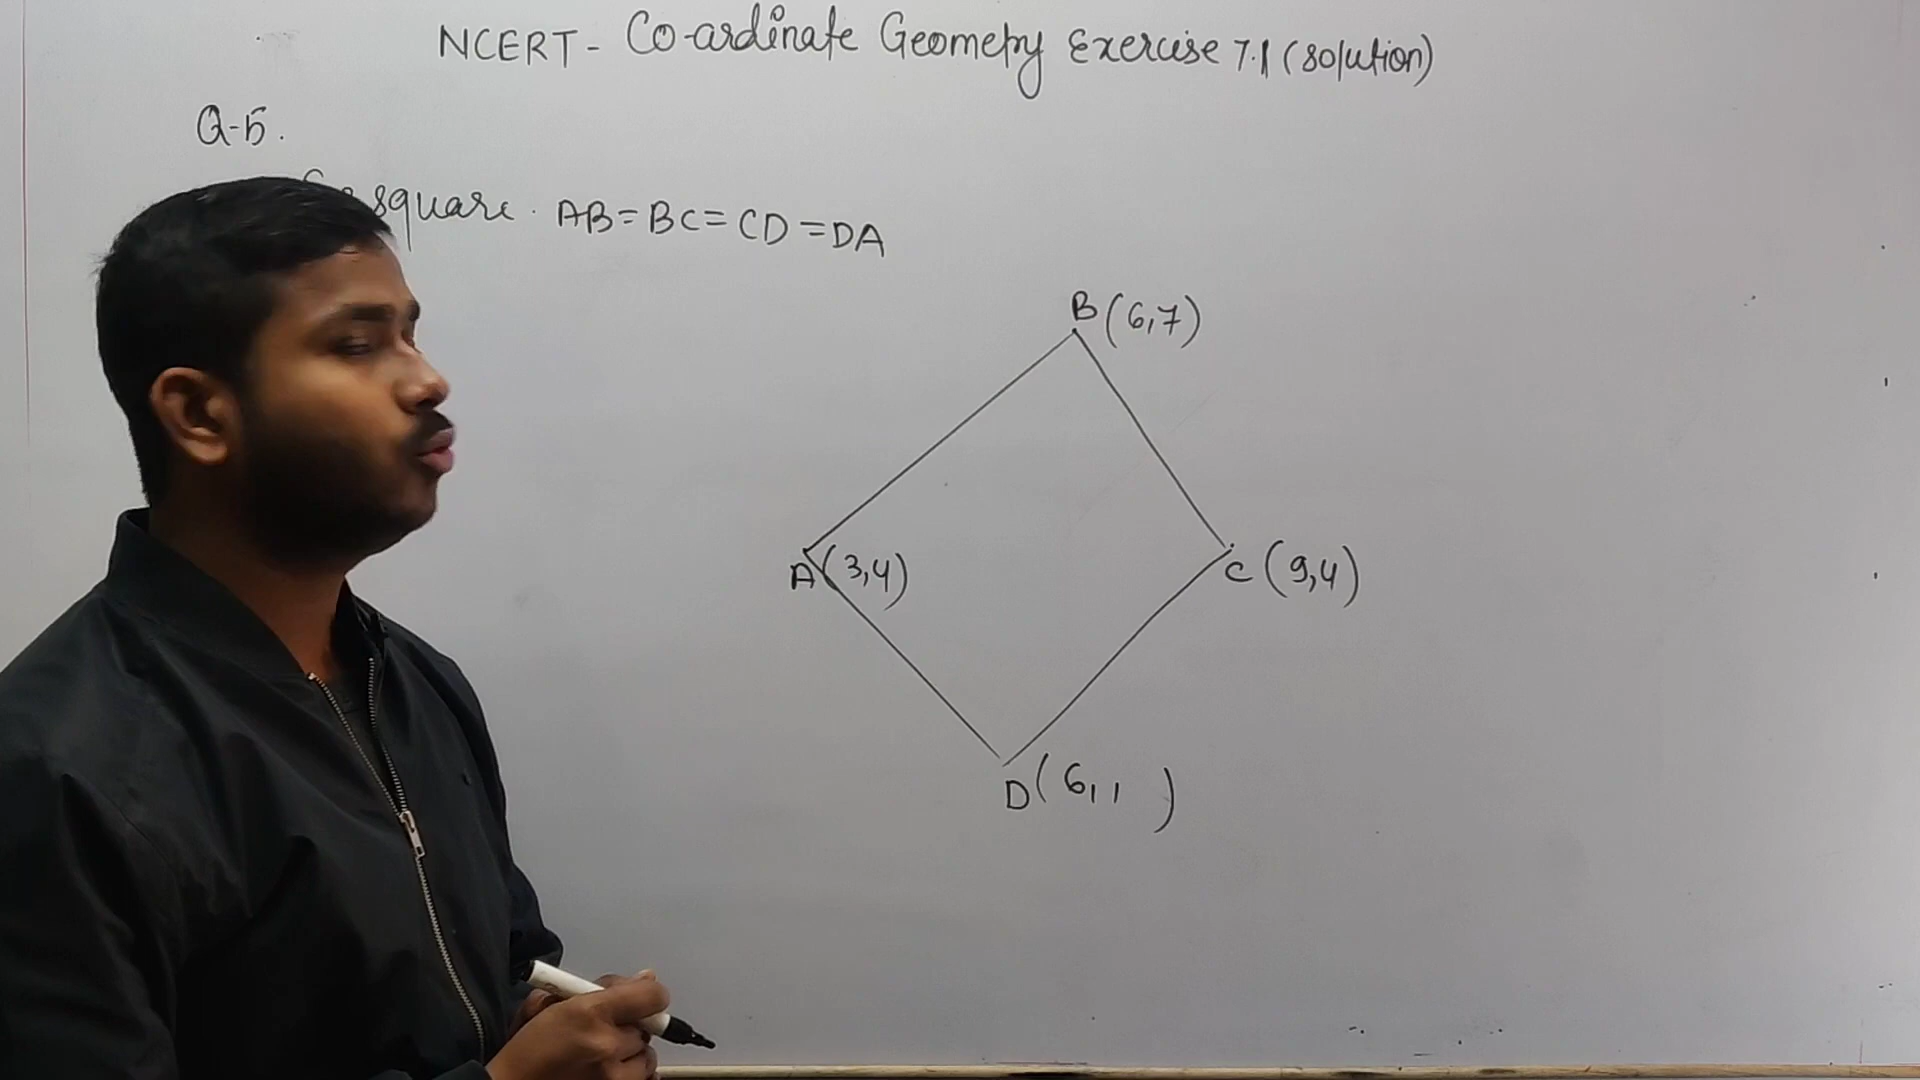 NCERT - Co-ardinate Geometry Exercise 7.1 (solution)
Q-5.
square. AB=BC=CD=DA
B(6,7)
A(3,4)
C(9,4)
D(6,1)